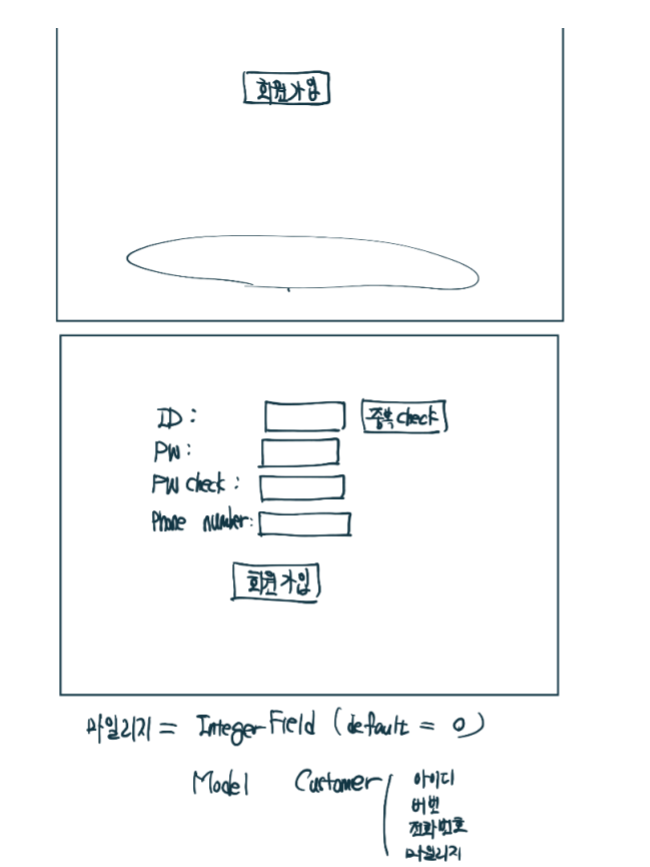 회원가입
ID : 중복 check
PW :
PW check :
Phone number :
회원가입
마일리지 = IntegerField (default = 0)
Model Customer 아이디
비번
전화번호
마일리지